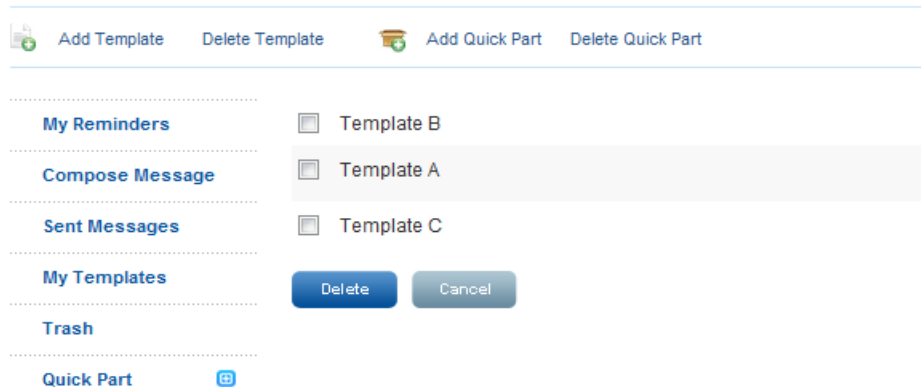 Add Template Delete Template Add Quick Part Delete Quick Part
My Reminders
Compose Message
Sent Messages
My Templates
Trash
Quick Part
Template B
Template A
Template C
Delete Cancel